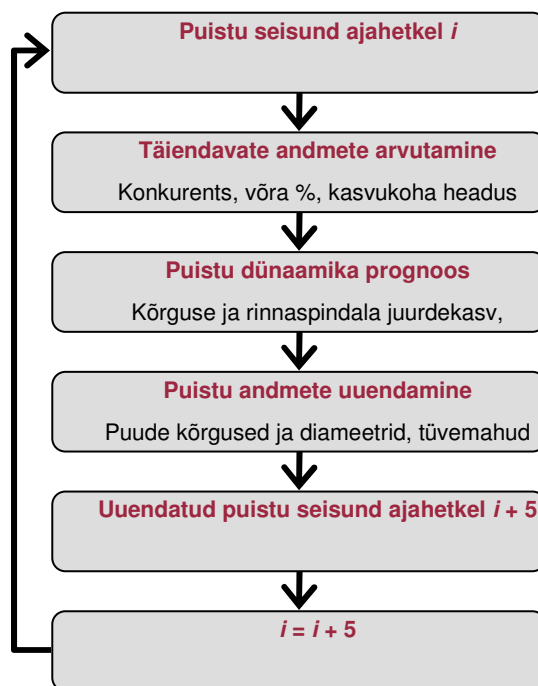 Puistu seisund ajahetkel i
Täiendavate andmete arvutamine
Konkurents, võra %, kasvukoha headus
Puistu dünaamika prognoos
Kõrguse ja rinnaspindala juurdekasv,
Puistu andmete uuendamine
Puude kõrgused ja diameetrid, tüvemahud
Uuendatud puistu seisund ajahetkel i + 5
i = i + 5